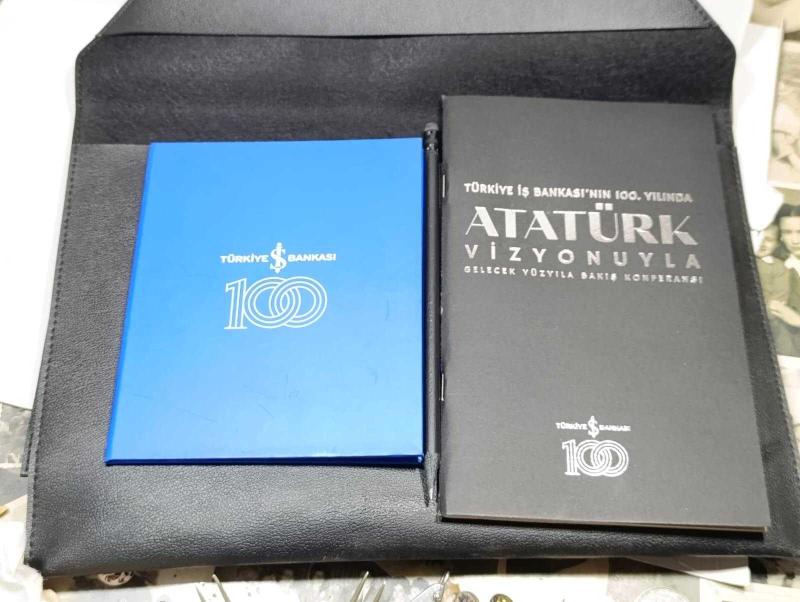 TÜRKİYE İŞ BANKASI
100
TÜRKİYE İŞ BANKASI'NIN 100. YILINDA
ATATÜRK
VİZYONUYLA
GELECEK YÜZYILA BAKIŞ KONFERANSI
TÜRKİYE İŞ BANKASI
100